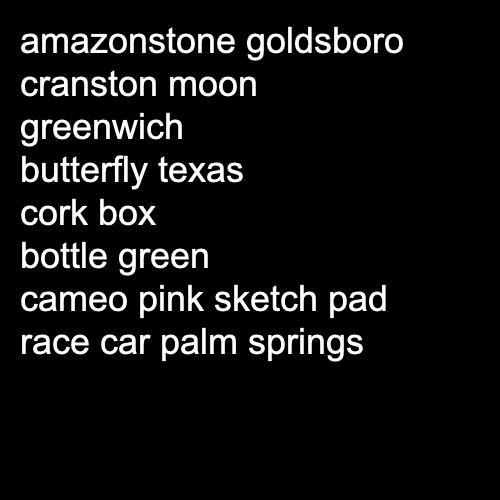 amazonstone goldsboro
cranston moon
greenwich
butterfly texas
cork box
bottle green
cameo pink sketch pad
race car palm springs